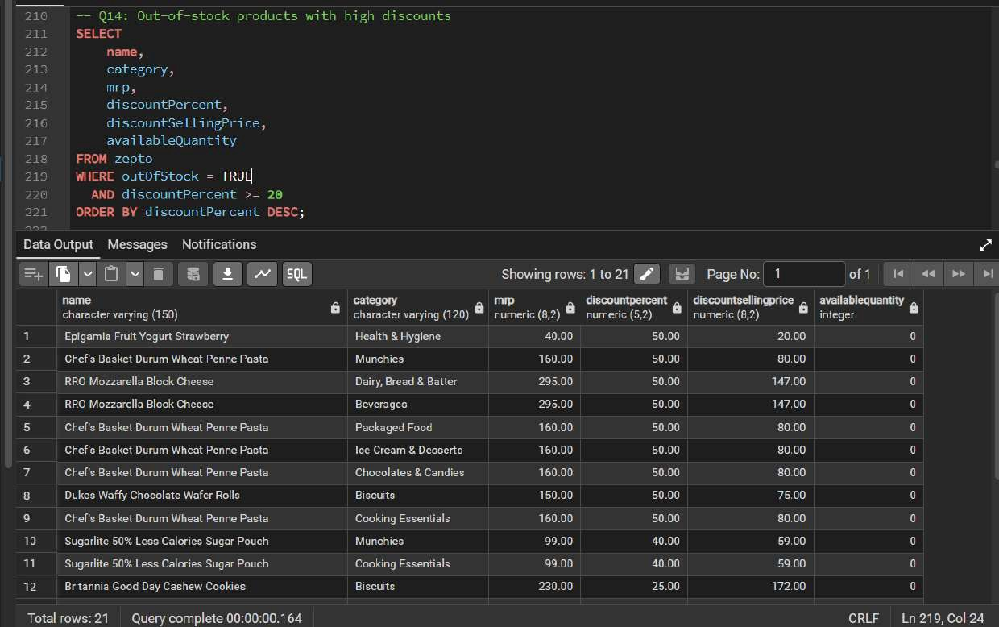 210 -- Q14: Out-of-stock products with high discounts
211 SELECT
212 name,
213 category,
214 mrp,
215 discountPercent,
216 discountSellingPrice,
217 availableQuantity
218 FROM zepto
219 WHERE outOfStock = TRUE
220 AND discountPercent >= 20
221 ORDER BY discountPercent DESC;
222
Data Output Messages Notifications
SQL Showing rows: 1 to 21 Page No: 1 of 1
name category mrp discountpercent discountsellingprice availablequantity
character varying (150) character varying (120) numeric (8,2) numeric (5,2) numeric (8,2) integer
1 Epigamia Fruit Yogurt Strawberry Health & Hygiene 40.00 50.00 20.00 0
2 Chef's Basket Durum Wheat Penne Pasta Munchies 160.00 50.00 80.00 0
3 RRO Mozzarella Block Cheese Dairy, Bread & Batter 295.00 50.00 147.00 0
4 RRO Mozzarella Block Cheese Beverages 295.00 50.00 147.00 0
5 Chef's Basket Durum Wheat Penne Pasta Packaged Food 160.00 50.00 80.00 0
6 Chef's Basket Durum Wheat Penne Pasta Ice Cream & Desserts 160.00 50.00 80.00 0
7 Chef's Basket Durum Wheat Penne Pasta Chocolates & Candies 160.00 50.00 80.00 0
8 Dukes Waffy Chocolate Wafer Rolls Biscuits 150.00 50.00 75.00 0
9 Chef's Basket Durum Wheat Penne Pasta Cooking Essentials 160.00 50.00 80.00 0
10 Sugarlite 50% Less Calories Sugar Pouch Munchies 99.00 40.00 59.00 0
11 Sugarlite 50% Less Calories Sugar Pouch Cooking Essentials 99.00 40.00 59.00 0
12 Britannia Good Day Cashew Cookies Biscuits 230.00 25.00 172.00 0
Total rows: 21 Query complete 00:00:00.164 CRLF Ln 219, Col 24